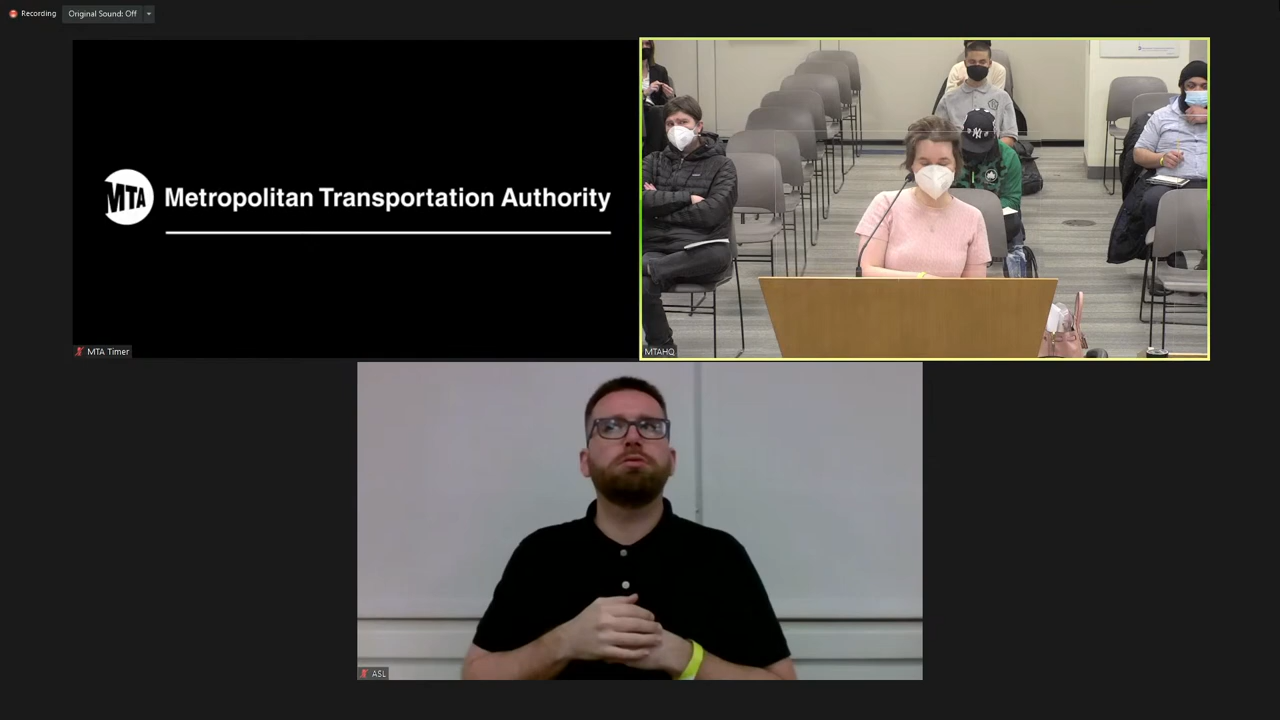 Recording
Original Sound: Off
MTA Metropolitan Transportation Authority
MTA Timer
MTAHQ
ASL